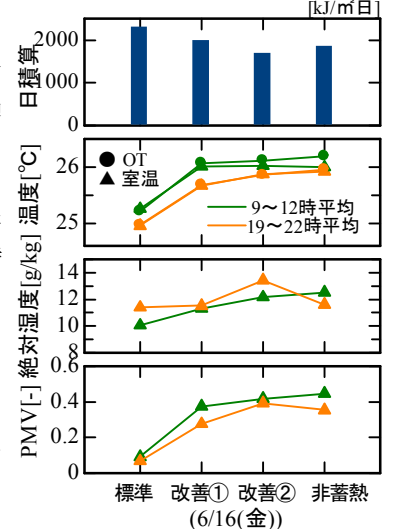 [kJ/㎡日]
日積算
2000
1000
0
温度[℃]
26
25
OT
室温
9～12時平均
19～22時平均
絶対湿度[g/kg]
14
12
10
8
PMV[-]
0.6
0.4
0.2
0
標準 改善① 改善② 非蓄熱
(6/16(金))